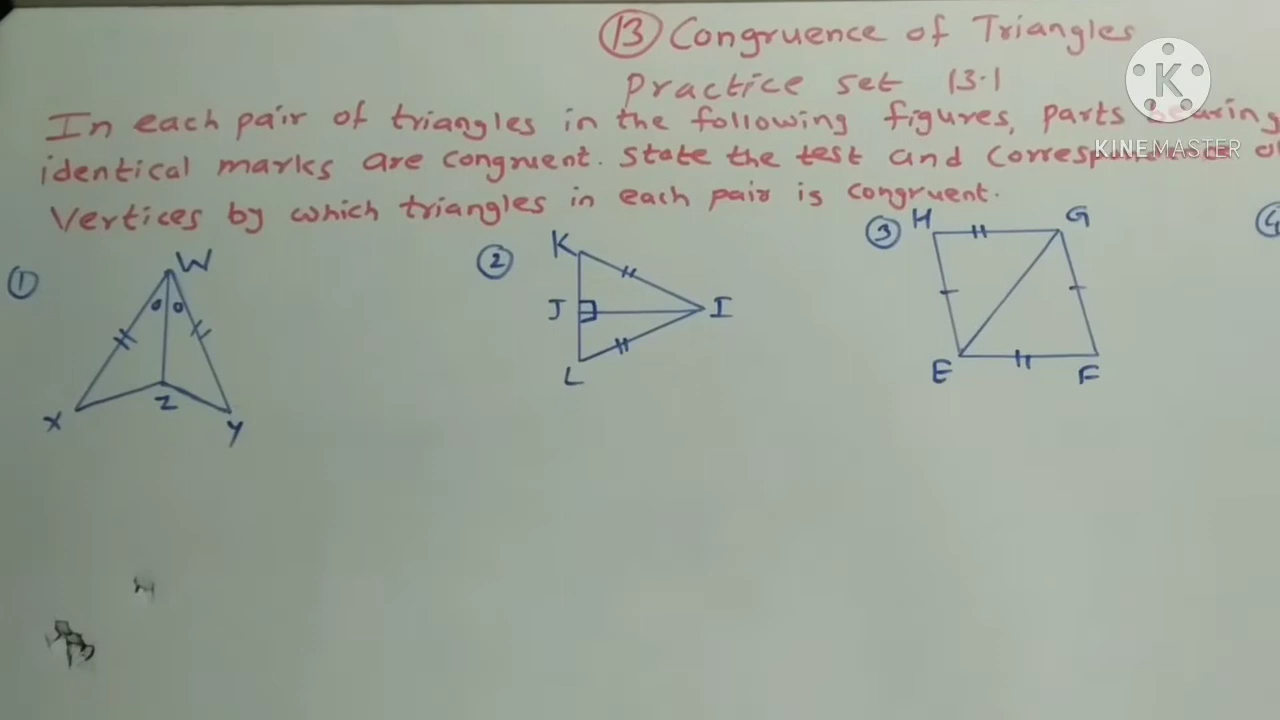 13 Congruence of Triangles
Practice set 13.1
In each pair of triangles in the following figures, parts bearing
identical marks are congruent. State the test and
vertices by which triangles in each pair is congruent.
1 W X Z Y
2 K J I L
3 H G E F
4
K
KINEMASTER